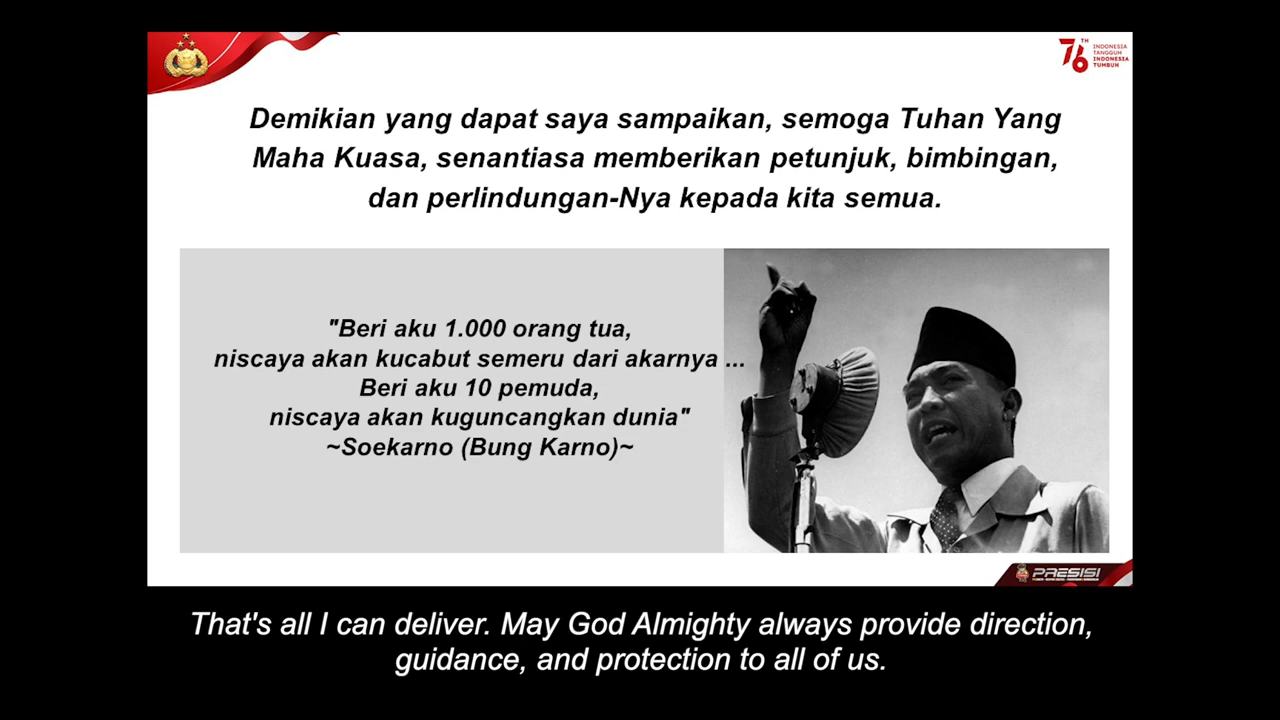 76 TH
INDONESIA
TANGGUH
INDONESIA
TUMBUH
Demikian yang dapat saya sampaikan, semoga Tuhan Yang
Maha Kuasa, senantiasa memberikan petunjuk, bimbingan,
dan perlindungan-Nya kepada kita semua.
"Beri aku 1.000 orang tua,
niscaya akan kucabut semeru dari akarnya ...
Beri aku 10 pemuda,
niscaya akan kuguncangkan dunia"
~Soekarno (Bung Karno)~
PRESISI
That's all I can deliver. May God Almighty always provide direction,
guidance, and protection to all of us.